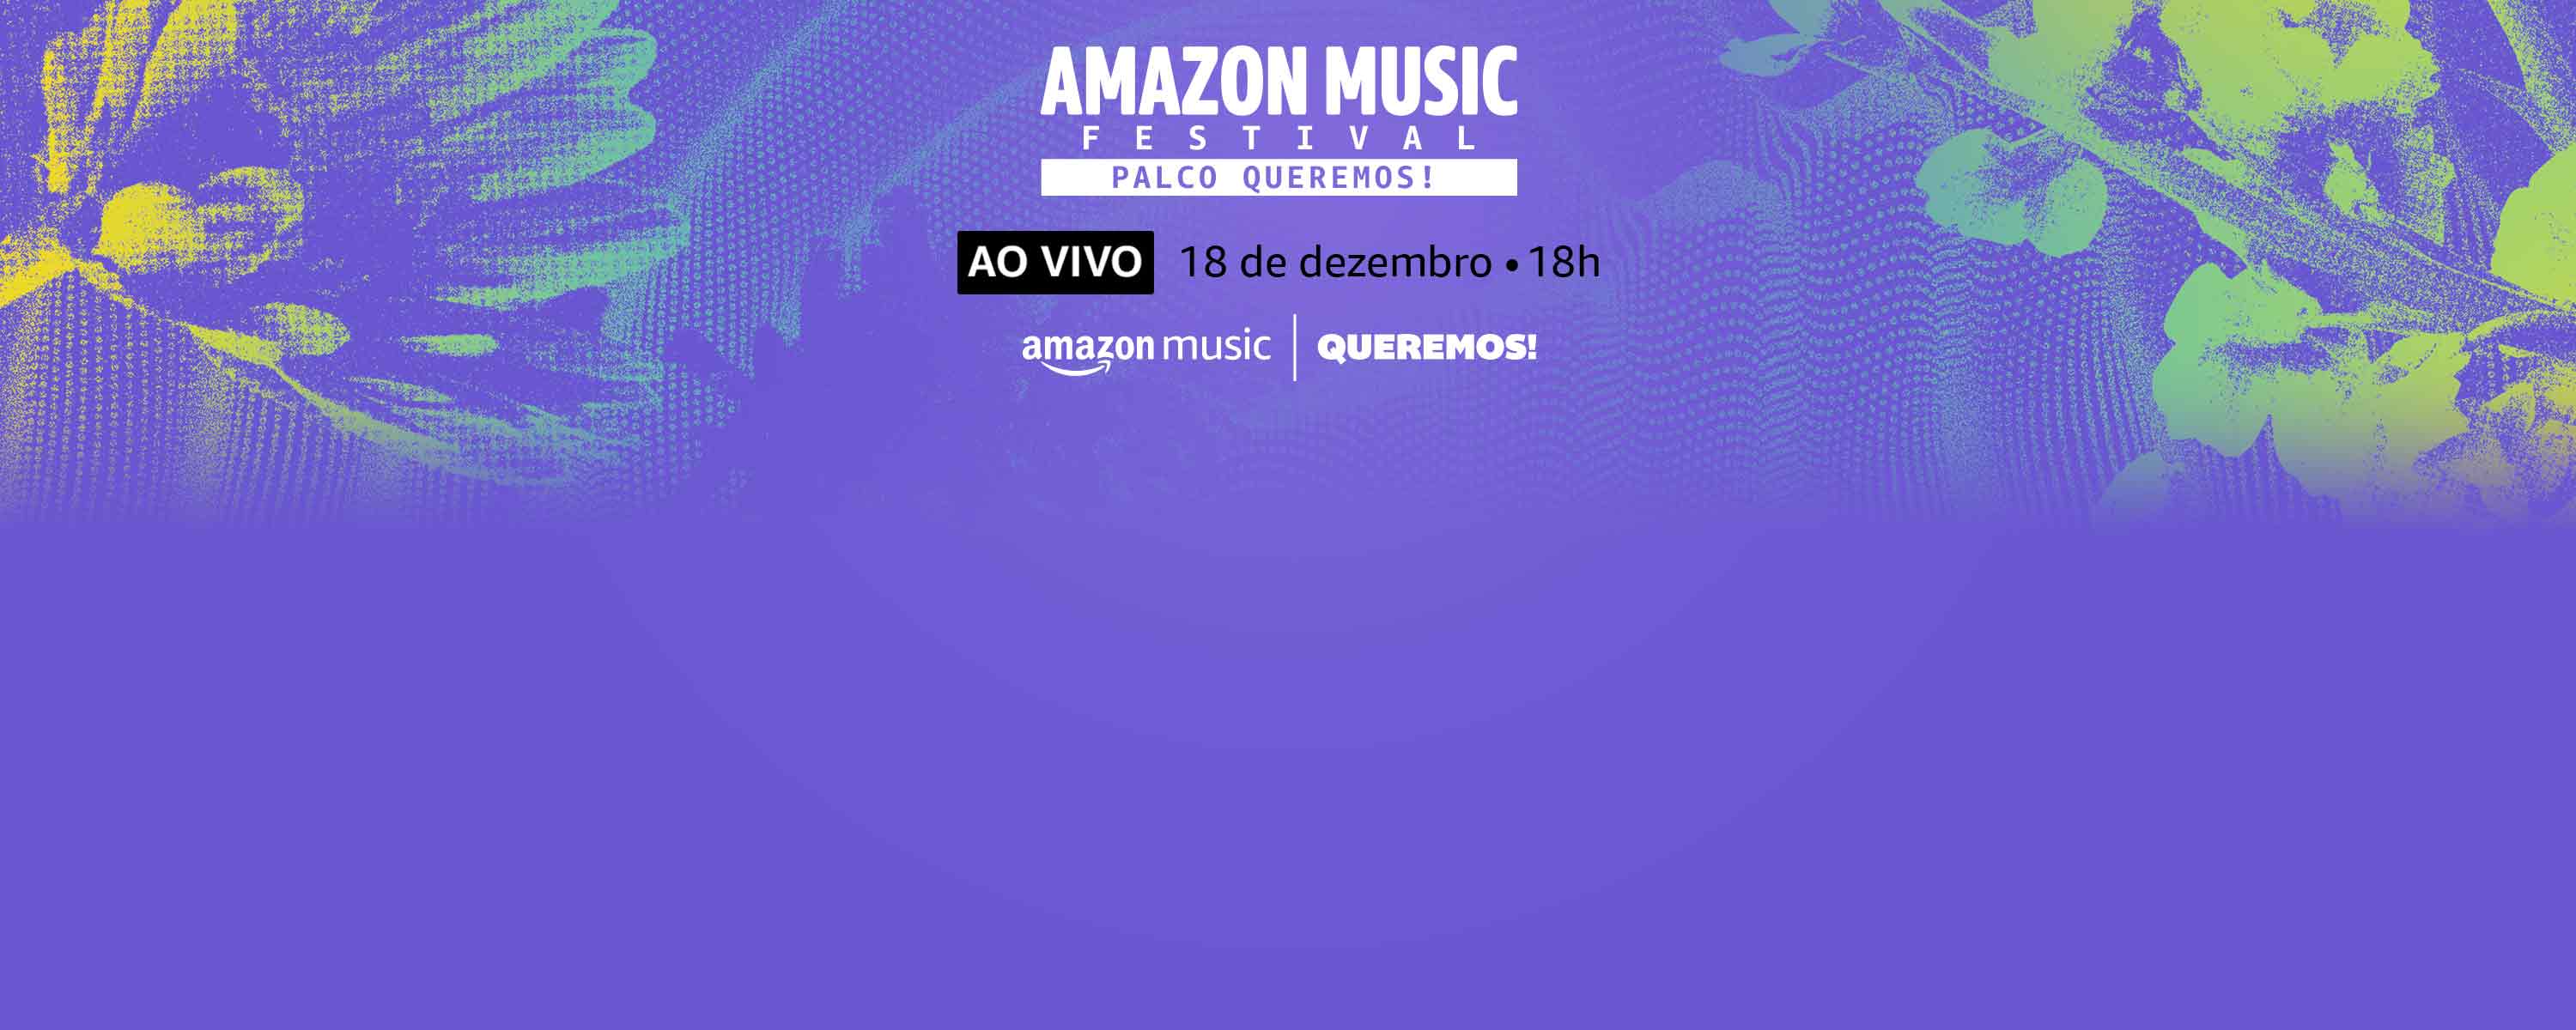 AMAZON MUSIC
FESTIVAL
PALCO QUEREMOS!
AO VIVO 18 de dezembro • 18h
amazon music | QUEREMOS!